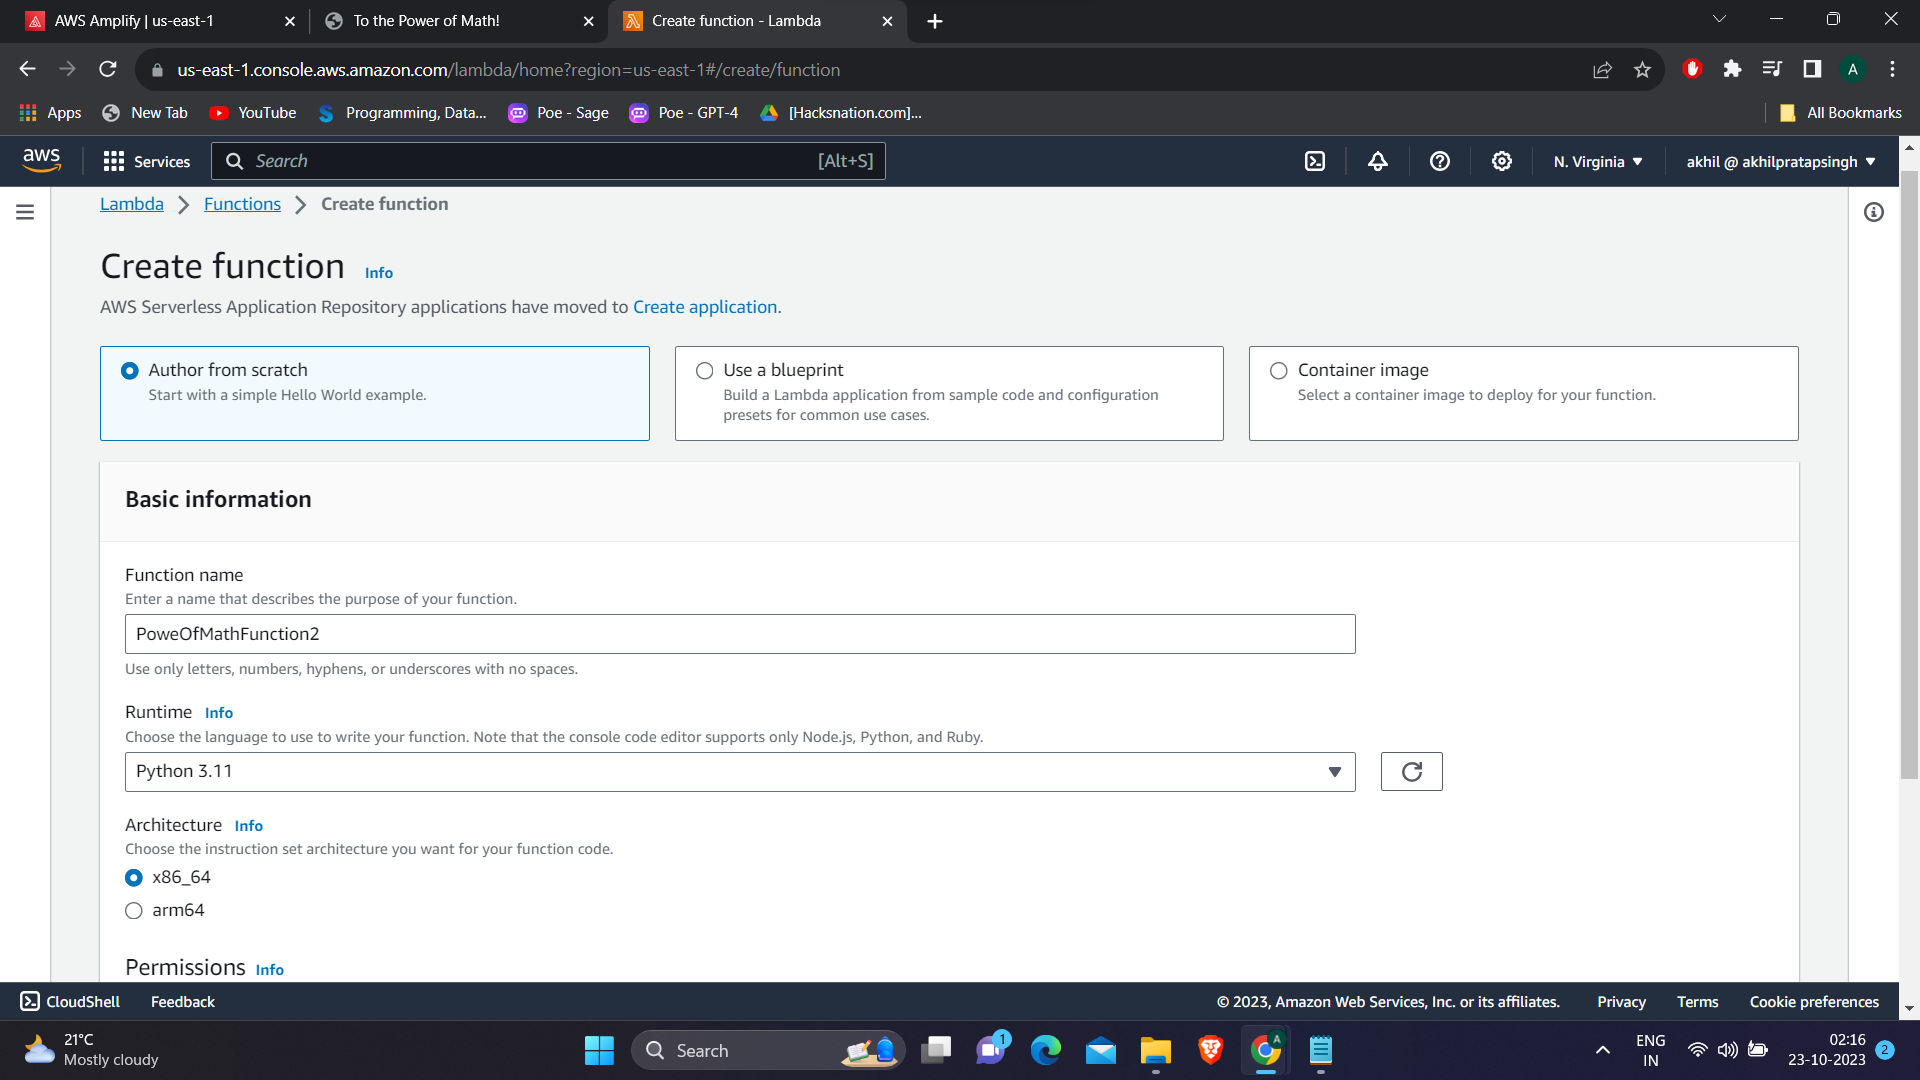 AWS Amplify | us-east-1
To the Power of Math!
Create function - Lambda
us-east-1.console.aws.amazon.com/lambda/home?region=us-east-1#/create/function
A
Apps
New Tab
YouTube
Programming, Data...
Poe - Sage
Poe - GPT-4
[Hacksnation.com]...
All Bookmarks
aws
Services
Search
[Alt+S]
N. Virginia
akhil @ akhilpratapsingh
Lambda
Functions
Create function
Create function Info
AWS Serverless Application Repository applications have moved to Create application.
Author from scratch
Start with a simple Hello World example.
Use a blueprint
Build a Lambda application from sample code and configuration
presets for common use cases.
Container image
Select a container image to deploy for your function.
Basic information
Function name
Enter a name that describes the purpose of your function.
PoweOfMathFunction2
Use only letters, numbers, hyphens, or underscores with no spaces.
Runtime Info
Choose the language to use to write your function. Note that the console code editor supports only Node.js, Python, and Ruby.
Python 3.11
Architecture Info
Choose the instruction set architecture you want for your function code.
x86_64
arm64
Permissions Info
CloudShell
Feedback
© 2023, Amazon Web Services, Inc. or its affiliates.
Privacy
Terms
Cookie preferences
21°C
Mostly cloudy
Search
1
A
ENG
IN
02:16
23-10-2023
2